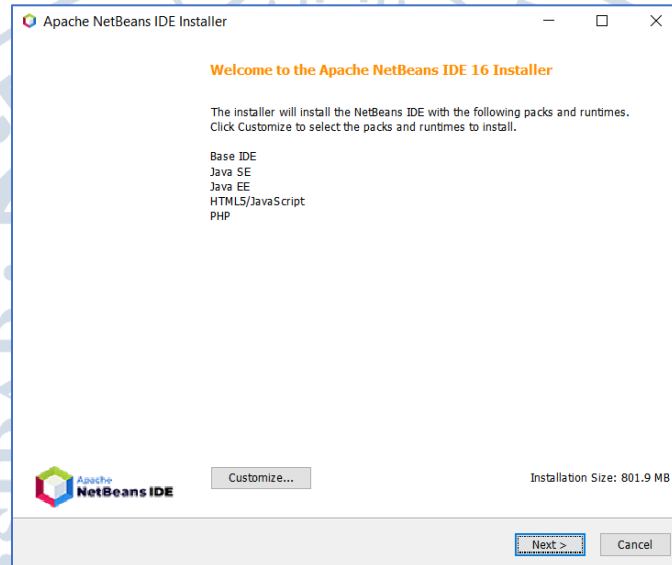 Apache NetBeans IDE Installer
Welcome to the Apache NetBeans IDE 16 Installer
The installer will install the NetBeans IDE with the following packs and runtimes.
Click Customize to select the packs and runtimes to install.
Base IDE
Java SE
Java EE
HTML5/JavaScript
PHP
Apache
NetBeans IDE
Customize...
Installation Size: 801.9 MB
Next >
Cancel